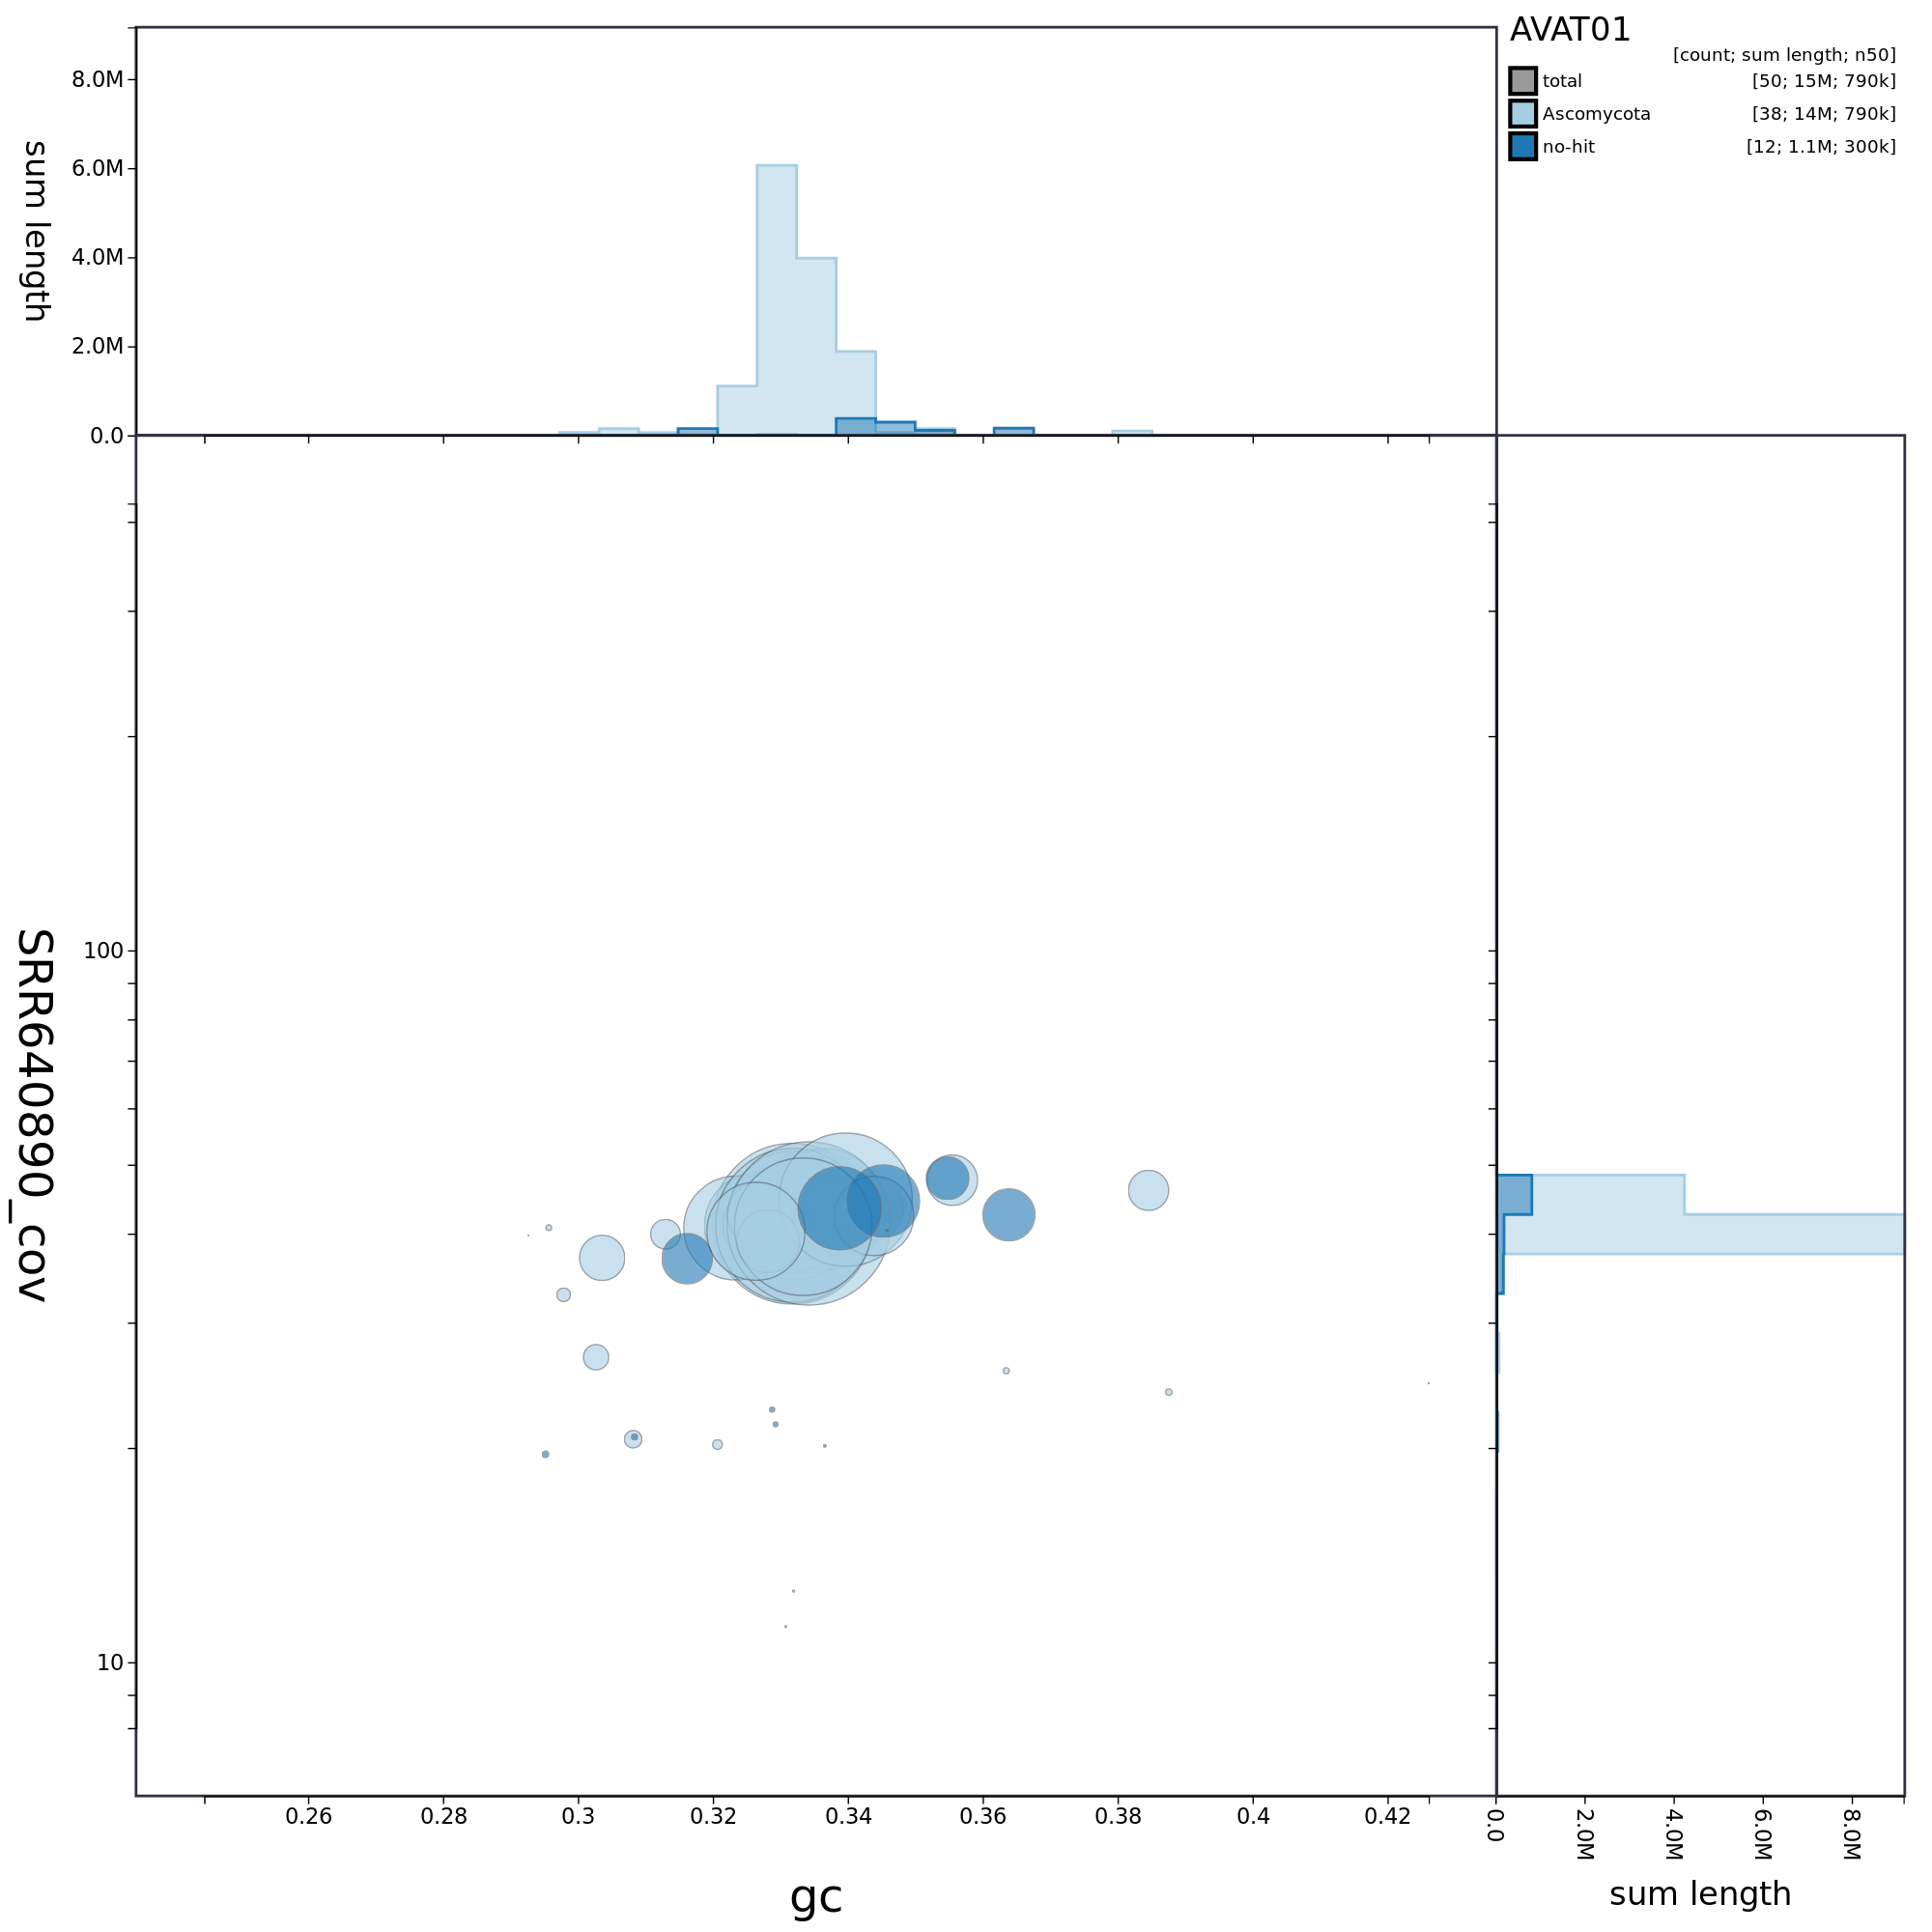 AVAT01
[count; sum length; n50]
total [50; 15M; 790k]
Ascomycota [38; 14M; 790k]
no-hit [12; 1.1M; 300k]
sum length
8.0M
6.0M
4.0M
2.0M
0.0
SRR640890_cov
100
10
0.26 0.28 0.3 0.32 0.34 0.36 0.38 0.4 0.42
gc
0.0 2.0M 4.0M 6.0M 8.0M
sum length